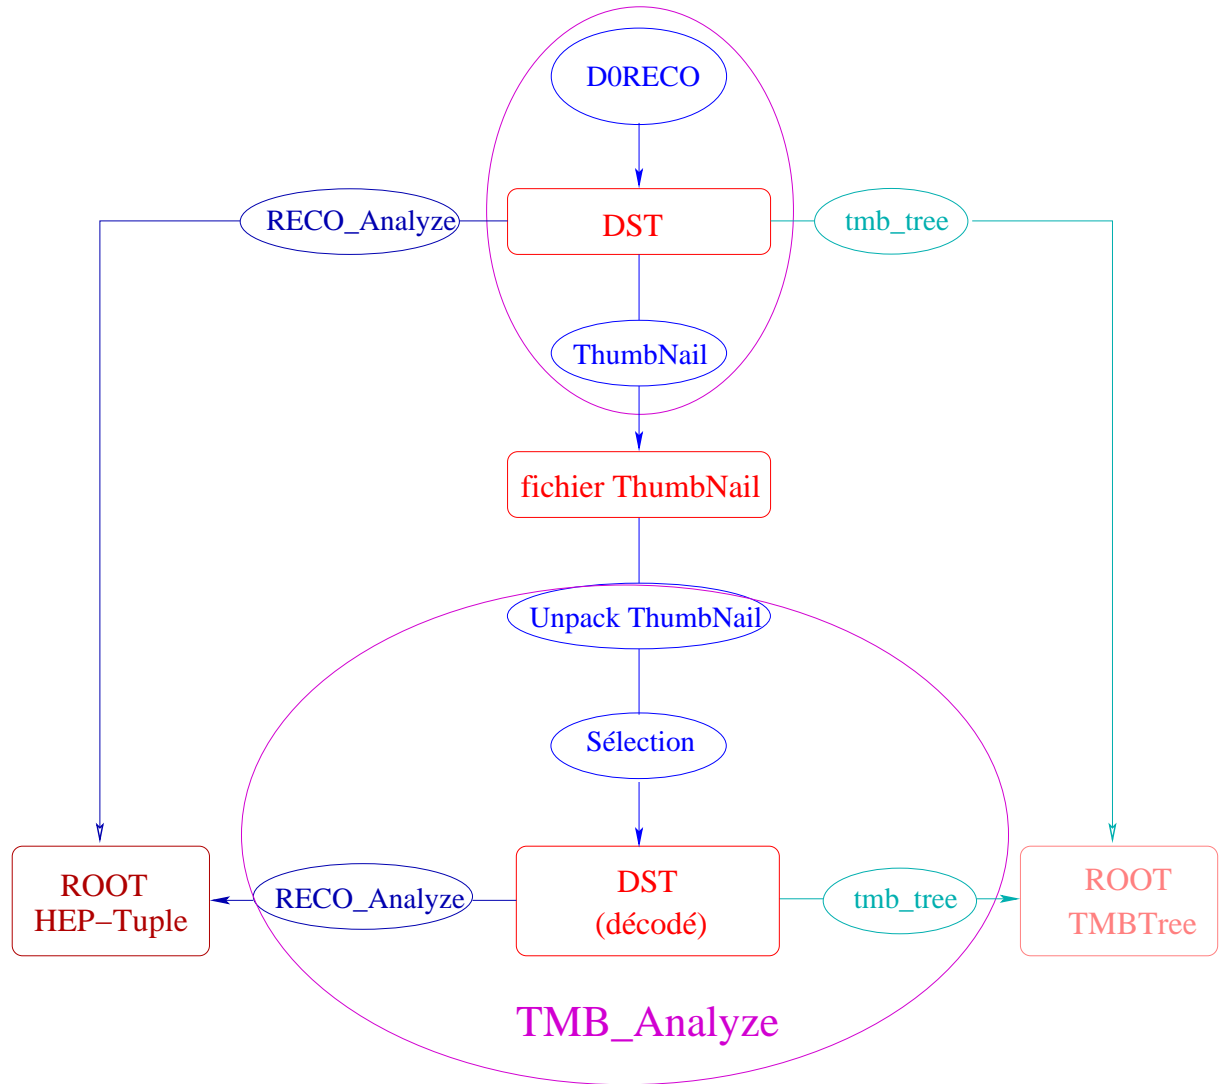 D0RECO
RECO_Analyze
DST
tmb_tree
ThumbNail
fichier ThumbNail
Unpack ThumbNail
Sélection
ROOT
HEP−Tuple
RECO_Analyze
DST
(décodé)
tmb_tree
ROOT
TMBTree
TMB_Analyze